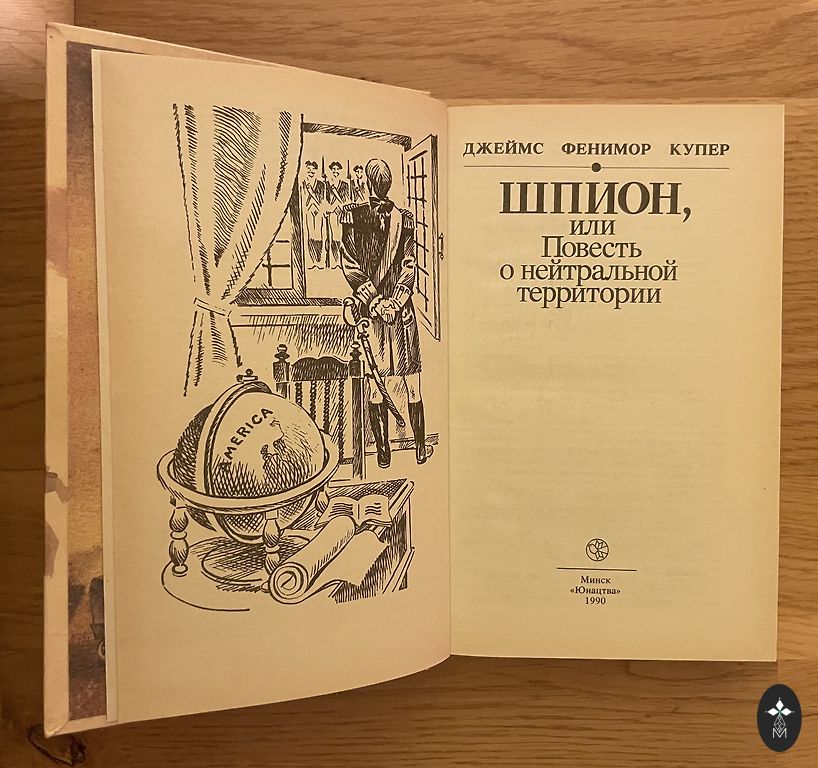 AMERICA
ДЖЕЙМС ФЕНИМОР КУПЕР
ШПИОН,
или
Повесть
о нейтральной
территории
Минск
«Юнацтва»
1990
M